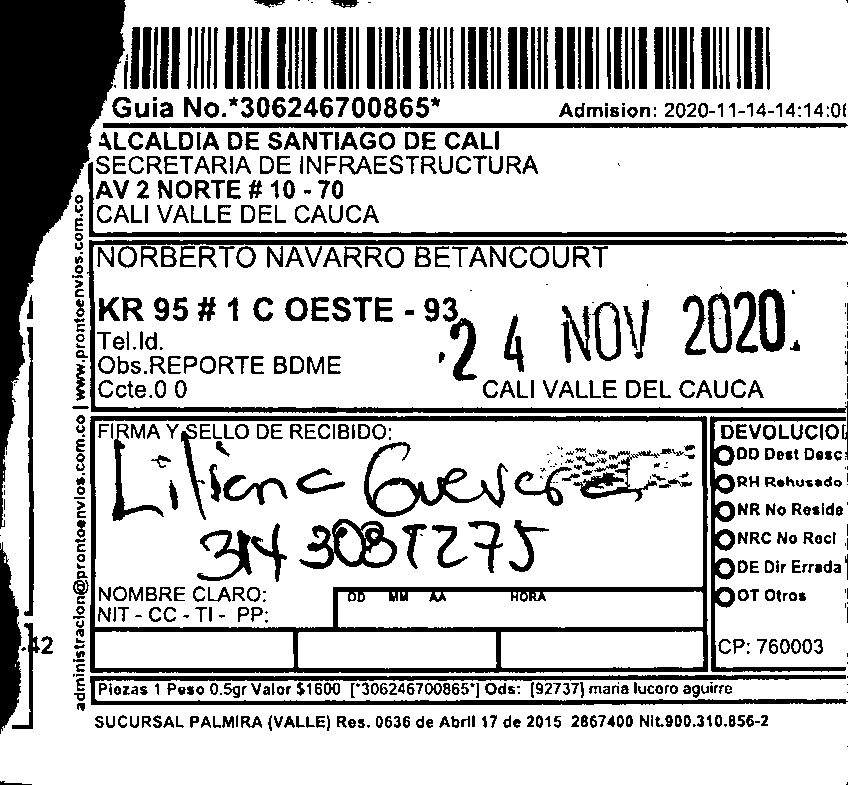 Guia No.*306246700865*
Admision: 2020-11-14-14:14:0
ALCALDIA DE SANTIAGO DE CALI
SECRETARIA DE INFRAESTRUCTURA
AV 2 NORTE # 10 - 70
CALI VALLE DEL CAUCA
NORBERTO NAVARRO BETANCOURT
KR 95 # 1 C OESTE - 93
24 NOV 2020.
Tel.Id.
Obs.REPORTE BDME
Ccte.0 0
CALI VALLE DEL CAUCA
administracion@prontoenvios.com.co | www.prontoenvios.com.co
FIRMA Y SELLO DE RECIBIDO:
Liliana Guevara
NOMBRE CLARO:
NIT - CC - TI - PP:
DD MM AA HORA
DEVOLUCIO
DD Dest Desc
RH Rehusado
NR No Reside
NRC No Recl
DE Dir Errada
OT Otros
CP: 760003
42
Piezas 1 Peso 0.5gr Valor $1600 [*306246700865*] Ods: [92737] maria lucoro aguirre
SUCURSAL PALMIRA (VALLE) Res. 0636 de Abril 17 de 2015 2867400 Nit.900.310.856-2